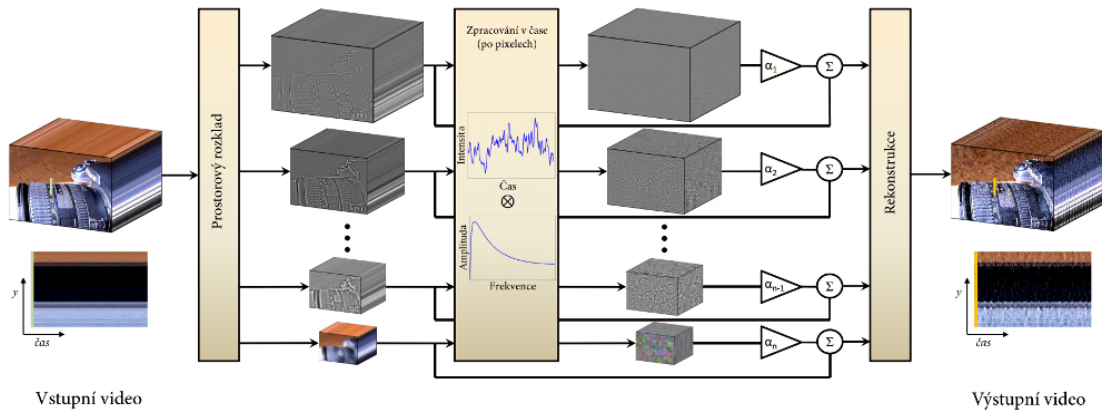 Zpracování v čase
(po pixelech)
Prostorový rozklad
Intensita
Čas
⊗
Amplituda
Frekvence
α1
Σ
α2
Σ
αn-1
Σ
αn
Σ
Rekonstrukce
y
čas
Vstupní video
y
čas
Výstupní video